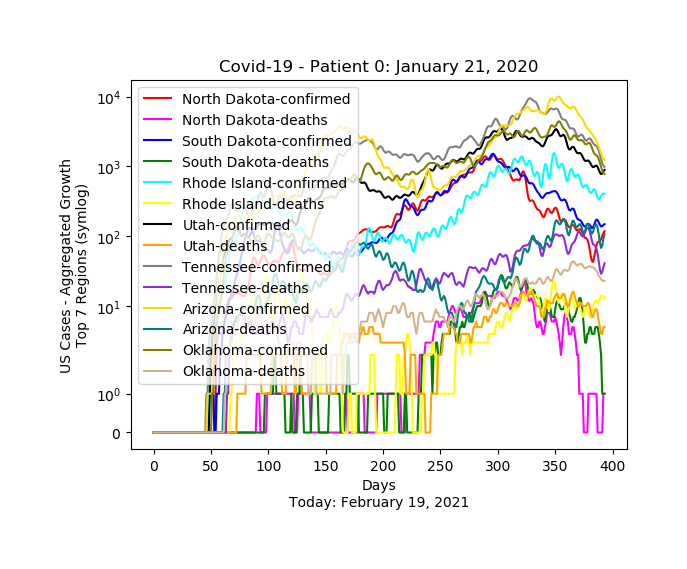 Covid-19 - Patient 0: January 21, 2020
US Cases - Aggregated Growth
Top 7 Regions (symlog)
10⁴
10³
10²
10¹
10⁰
0
North Dakota-confirmed
North Dakota-deaths
South Dakota-confirmed
South Dakota-deaths
Rhode Island-confirmed
Rhode Island-deaths
Utah-confirmed
Utah-deaths
Tennessee-confirmed
Tennessee-deaths
Arizona-confirmed
Arizona-deaths
Oklahoma-confirmed
Oklahoma-deaths
0 50 100 150 200 250 300 350 400
Days
Today: February 19, 2021